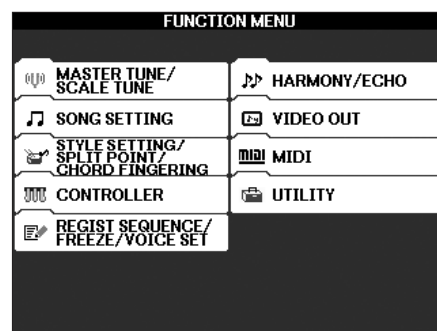 FUNCTION MENU
MASTER TUNE/
SCALE TUNE
SONG SETTING
STYLE SETTING/
SPLIT POINT/
CHORD FINGERING
CONTROLLER
REGIST SEQUENCE/
FREEZE/VOICE SET
HARMONY/ECHO
VIDEO OUT
MIDI MIDI
UTILITY